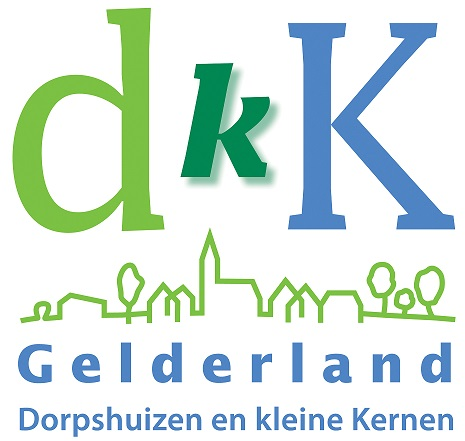 dkK
Gelderland
Dorpshuizen en kleine Kernen